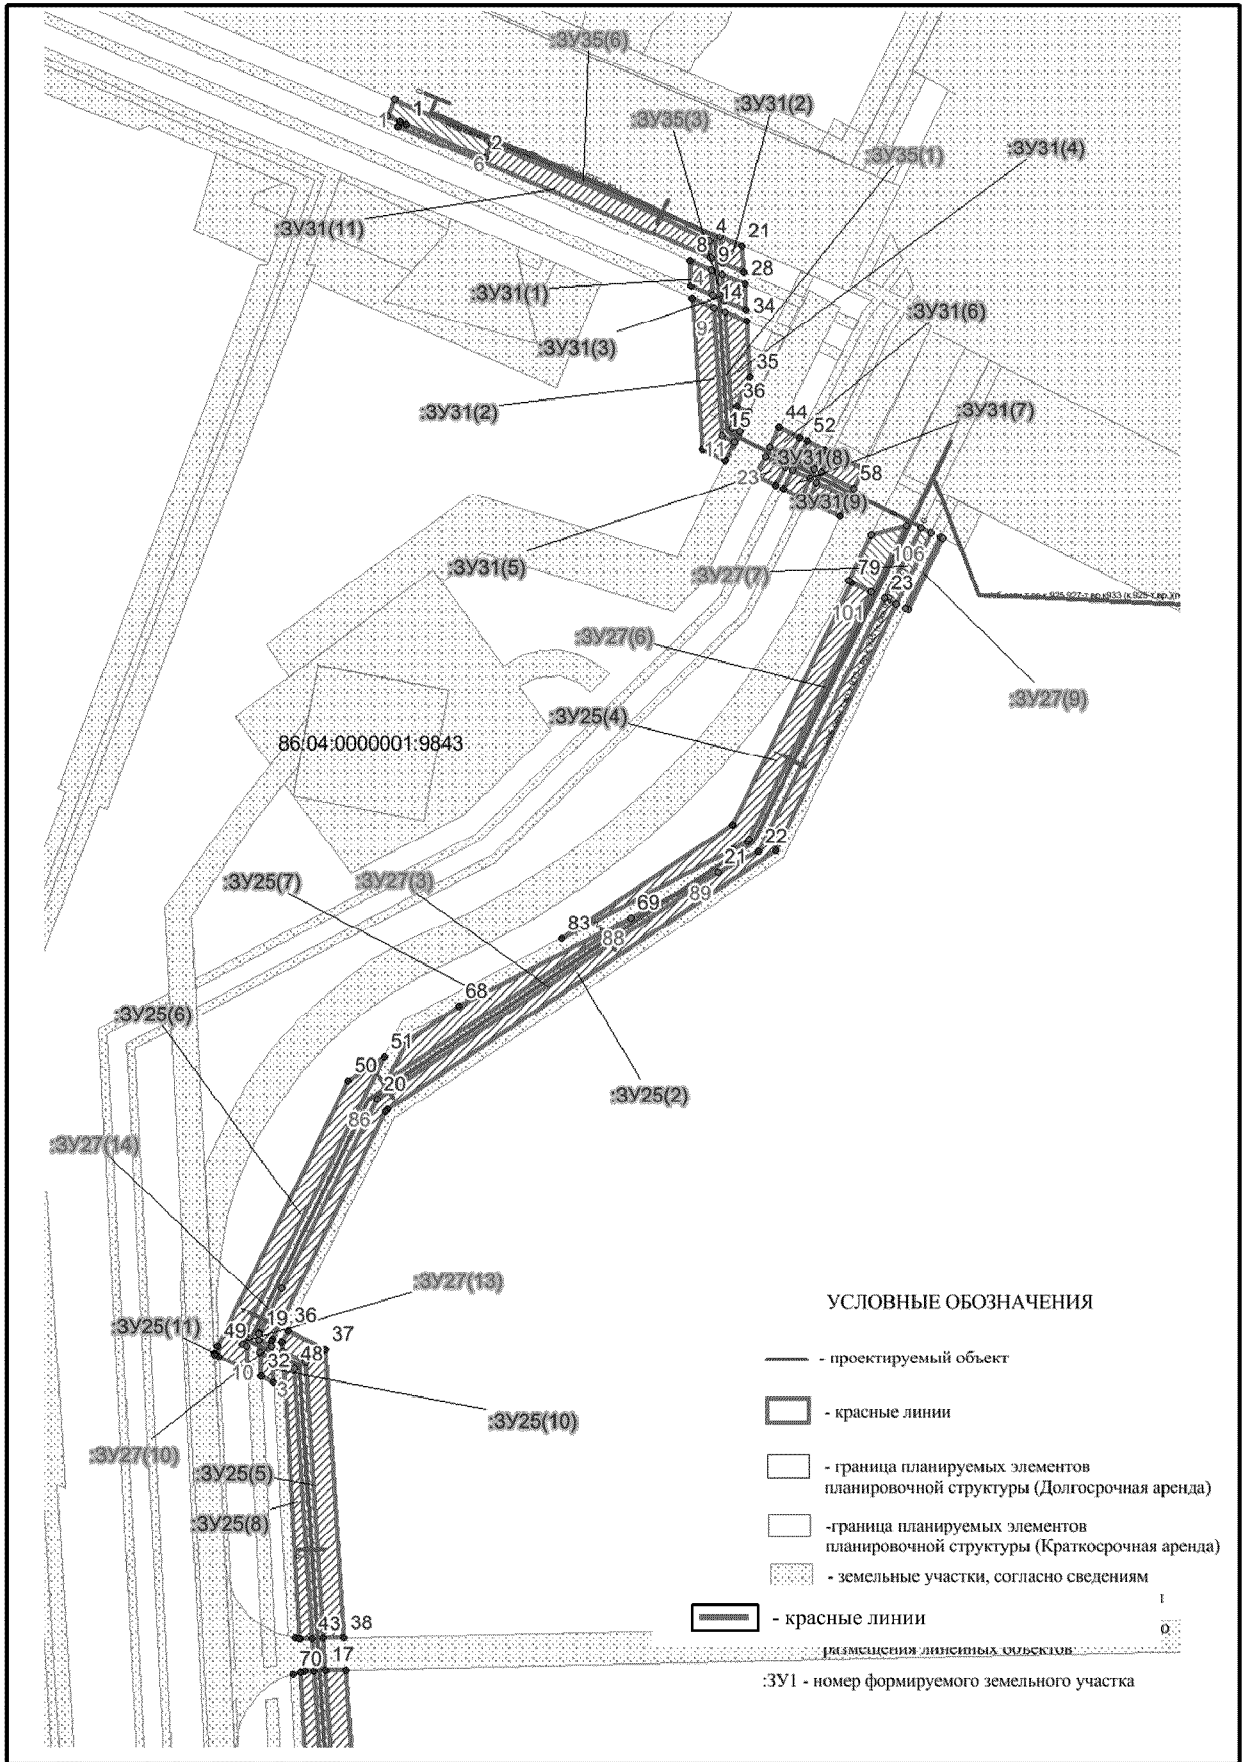 :ЗУ35(6)
:ЗУ31(2)
:ЗУ35(3)
:ЗУ31(4)
:ЗУ35(1)
1
1
2
6
:ЗУ31(11)
4
21
8
9
28
:ЗУ31(1)
4
14
34
:ЗУ31(6)
9
:ЗУ31(3)
35
36
:ЗУ31(2)
15
44
52
:ЗУ31(7)
11
:ЗУ31(8)
23
58
:ЗУ31(9)
:ЗУ31(5)
106
:ЗУ27(7)
79
23
101
:ЗУ27(6)
:ЗУ27(9)
:ЗУ25(4)
86:04:0000001:9843
22
21
:ЗУ25(7)
:ЗУ27(3)
89
69
83
88
68
:ЗУ25(6)
51
50
20
:ЗУ25(2)
86
:ЗУ27(14)
:ЗУ27(13)
36
19
:ЗУ25(11)
49
37
32
48
10
3
:ЗУ25(10)
:ЗУ27(10)
:ЗУ25(5)
:ЗУ25(8)
43
38
70
17
УСЛОВНЫЕ ОБОЗНАЧЕНИЯ
- проектируемый объект
- красные линии
- граница планируемых элементов
планировочной структуры (Долгосрочная аренда)
-граница планируемых элементов
планировочной структуры (Краткосрочная аренда)
- земельные участки, согласно сведениям
- красные линии
размещения линейных объектов
:ЗУ1 - номер формируемого земельного участка